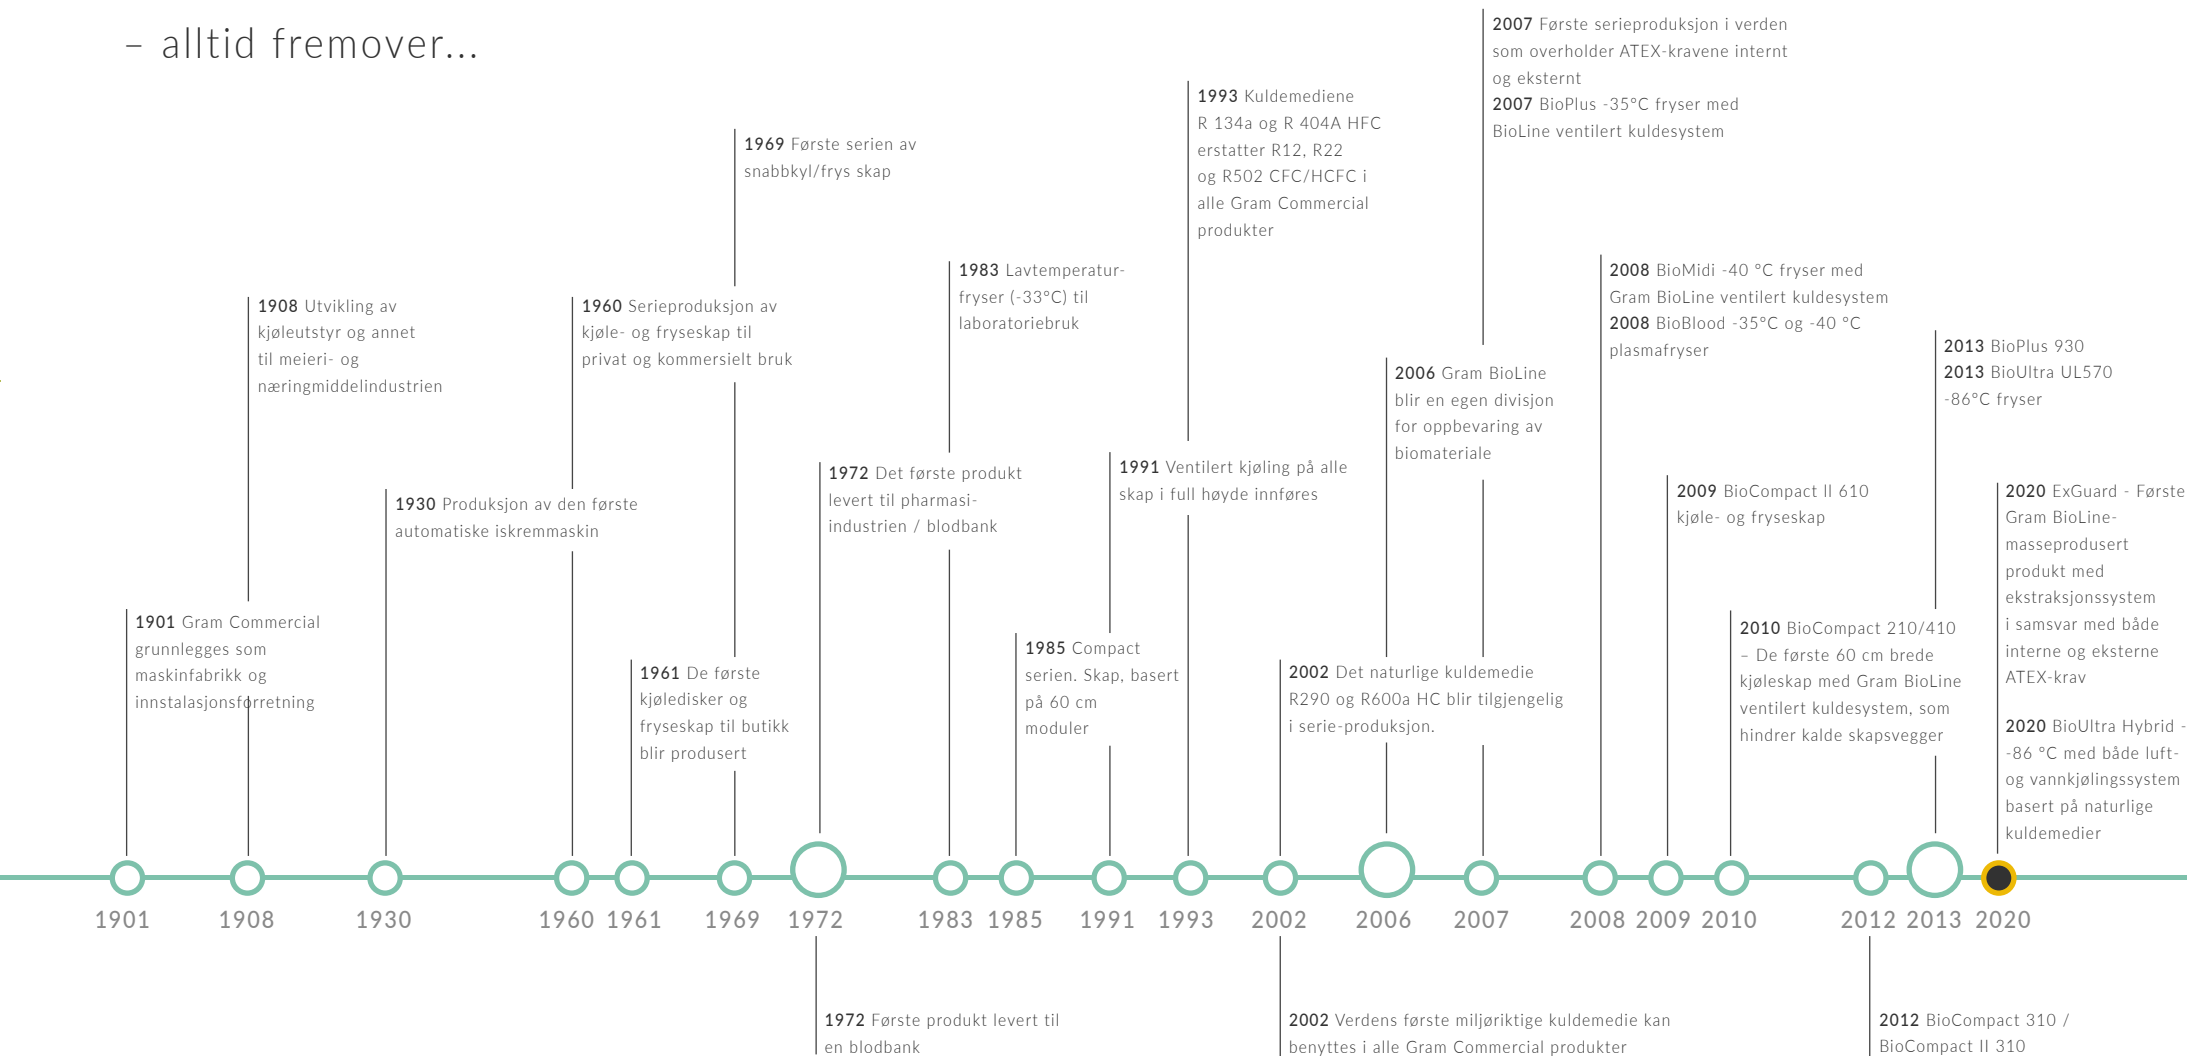 – alltid fremover...
1901 Gram Commercial
grunnlegges som
maskinfabrikk og
innstalasjonsforretning
1908 Utvikling av
kjøleutstyr og annet
til meieri- og
næringmiddelindustrien
1930 Produksjon av den første
automatiske iskremmaskin
1960 Serieproduksjon av
kjøle- og fryseskap til
privat og kommersielt bruk
1961 De første
kjøledisker og
fryseskap til butikk
blir produsert
1969 Første serien av
snabbkyl/frys skap
1972 Det første produkt
levert til pharmasi-
industrien / blodbank
1983 Lavtemperatur-
fryser (-33°C) til
laboratoriebruk
1985 Compact
serien. Skap, basert
på 60 cm
moduler
1991 Ventilert kjøling på alle
skap i full høyde innføres
1993 Kuldemediene
R 134a og R 404A HFC
erstatter R12, R22
og R502 CFC/HCFC i
alle Gram Commercial
produkter
2002 Det naturlige kuldemedie
R290 og R600a HC blir tilgjengelig
i serie-produksjon.
2006 Gram BioLine
blir en egen divisjon
for oppbevaring av
biomateriale
2007 Første serieproduksjon i verden
som overholder ATEX-kravene internt
og eksternt
2007 BioPlus -35°C fryser med
BioLine ventilert kuldesystem
2008 BioMidi -40 °C fryser med
Gram BioLine ventilert kuldesystem
2008 BioBlood -35°C og -40 °C
plasmafryser
2009 BioCompact II 610
kjøle- og fryseskap
2010 BioCompact 210/410
– De første 60 cm brede
kjøleskap med Gram BioLine
ventilert kuldesystem, som
hindrer kalde skapsvegger
2013 BioPlus 930
2013 BioUltra UL570
-86°C fryser
2020 ExGuard - Første
Gram BioLine-
masseprodusert
produkt med
ekstraksjonssystem
i samsvar med både
interne og eksterne
ATEX-krav
2020 BioUltra Hybrid -
-86 °C med både luft-
og vannkjølingssystem
basert på naturlige
kuldemedier
1901 1908 1930 1960 1961 1969 1972 1983 1985 1991 1993 2002 2006 2007 2008 2009 2010 2012 2013 2020
1972 Første produkt levert til
en blodbank
2002 Verdens første miljøriktige kuldemedie kan
benyttes i alle Gram Commercial produkter
2012 BioCompact 310 /
BioCompact II 310